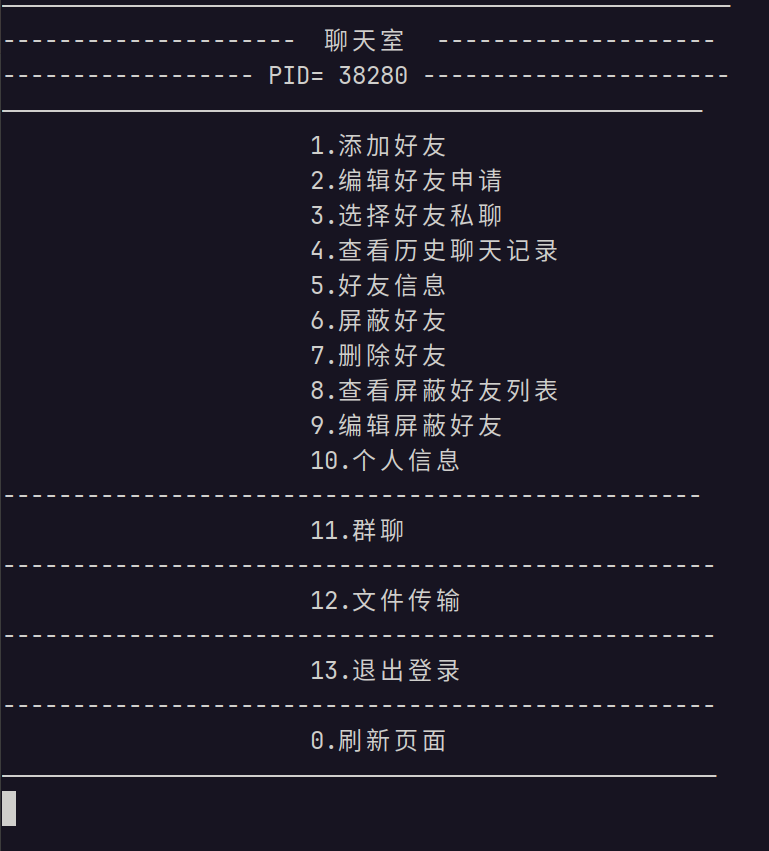 -------------------- 聊天室 --------------------
------------------ PID= 38280 ----------------------
1.添加好友
2.编辑好友申请
3.选择好友私聊
4.查看历史聊天记录
5.好友信息
6.屏蔽好友
7.删除好友
8.查看屏蔽好友列表
9.编辑屏蔽好友
10.个人信息
--------------------------------------------------
11.群聊
---------------------------------------------------
12.文件传输
---------------------------------------------------
13.退出登录
---------------------------------------------------
0.刷新页面